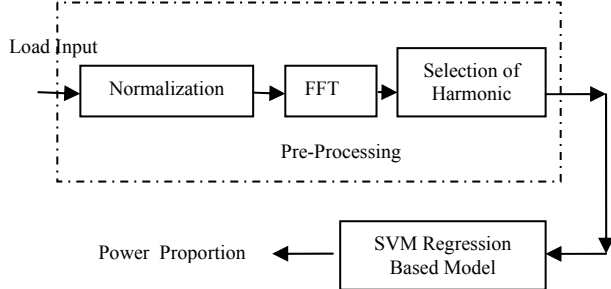 Load Input
Normalization
FFT
Selection of
Harmonic
Pre-Processing
Power Proportion
SVM Regression
Based Model